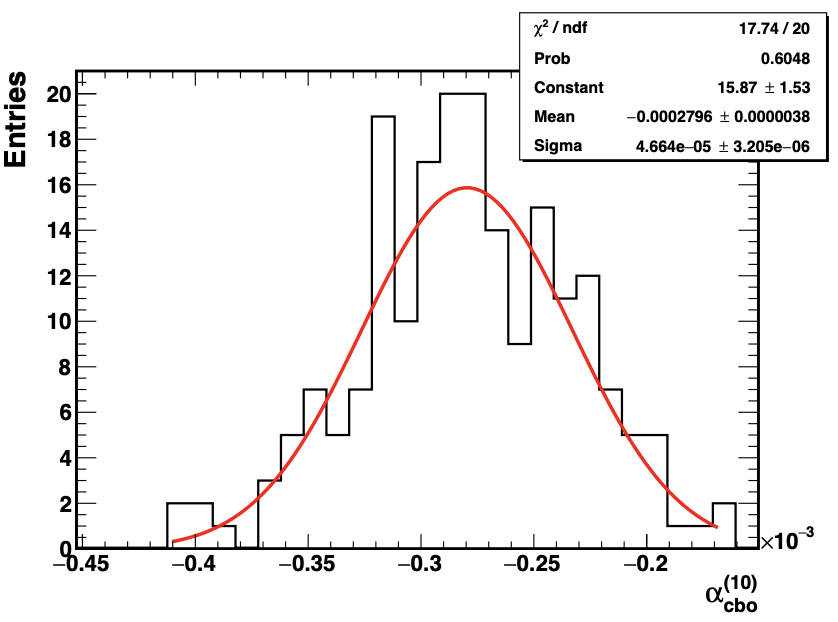 χ² / ndf 17.74 / 20
Prob 0.6048
Constant 15.87 ± 1.53
Mean −0.0002796 ± 0.0000038
Sigma 4.664e−05 ± 3.205e−06
Entries
20
18
16
14
12
10
8
6
4
2
0
−0.45 −0.4 −0.35 −0.3 −0.25 −0.2
×10⁻³
α_cbo^(10)